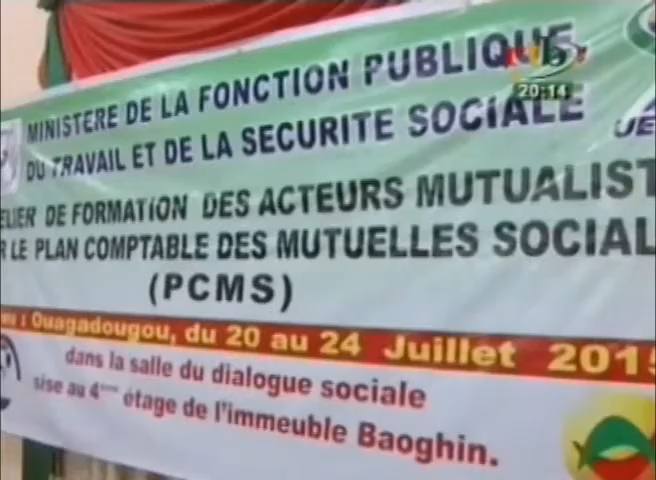 MINISTERE DE LA FONCTION PUBLIQUE
DU TRAVAIL ET DE LA SECURITE SOCIALE
20:14
UE
ELIER DE FORMATION DES ACTEURS MUTUALIST
R LE PLAN COMPTABLE DES MUTUELLES SOCIAL
(PCMS)
: Ouagadougou, du 20 au 24 Juillet 2015
dans la salle du dialogue sociale
sise au 4ème étage de l'immeuble Baoghin.